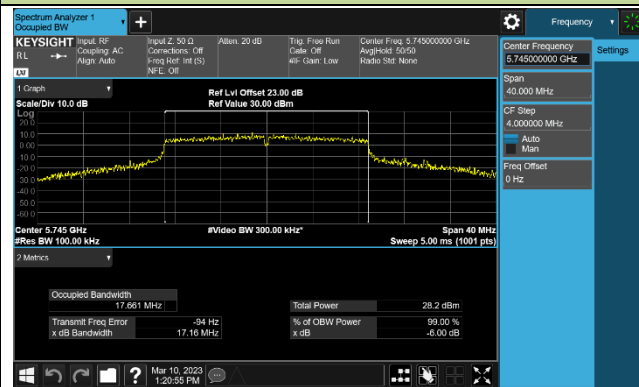 Spectrum Analyzer 1
Occupied BW
KEYSIGHT
RL
LXI
Input: RF
Coupling: AC
Align: Auto
Input Z: 50 Ω
Corrections: Off
Freq Ref: Int (S)
NFE: Off
Atten: 20 dB
Trig: Free Run
Gate: Off
#IF Gain: Low
Center Freq: 5.745000000 GHz
Avg|Hold: 50/50
Radio Std: None
1 Graph
Scale/Div 10.0 dB
Ref Lvl Offset 23.00 dB
Ref Value 30.00 dBm
Log
20.0
10.0
0.00
-10.0
-20.0
-30.0
-40.0
-50.0
-60.0
Center 5.745 GHz
#Res BW 100.00 kHz
#Video BW 300.00 kHz*
Span 40 MHz
Sweep 5.00 ms (1001 pts)
2 Metrics
Occupied Bandwidth
17.661 MHz
Total Power 28.2 dBm
Transmit Freq Error -94 Hz
% of OBW Power 99.00 %
x dB Bandwidth 17.16 MHz
x dB -6.00 dB
?
Mar 10, 2023
1:20:55 PM
Frequency
Center Frequency
5.745000000 GHz
Settings
Span
40.000 MHz
CF Step
4.000000 MHz
Auto
Man
Freq Offset
0 Hz